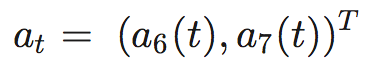 a_t = (a_6(t), a_7(t))^T